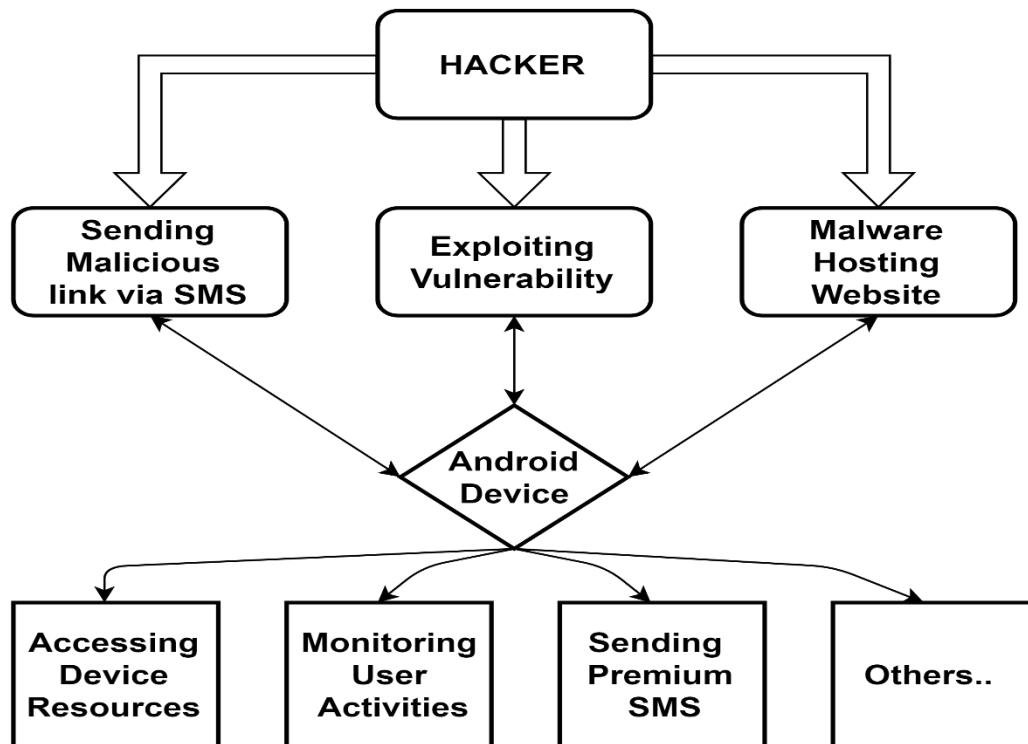 HACKER
Sending
Malicious
link via SMS
Exploiting
Vulnerability
Malware
Hosting
Website
Android
Device
Accessing
Device
Resources
Monitoring
User
Activities
Sending
Premium
SMS
Others..